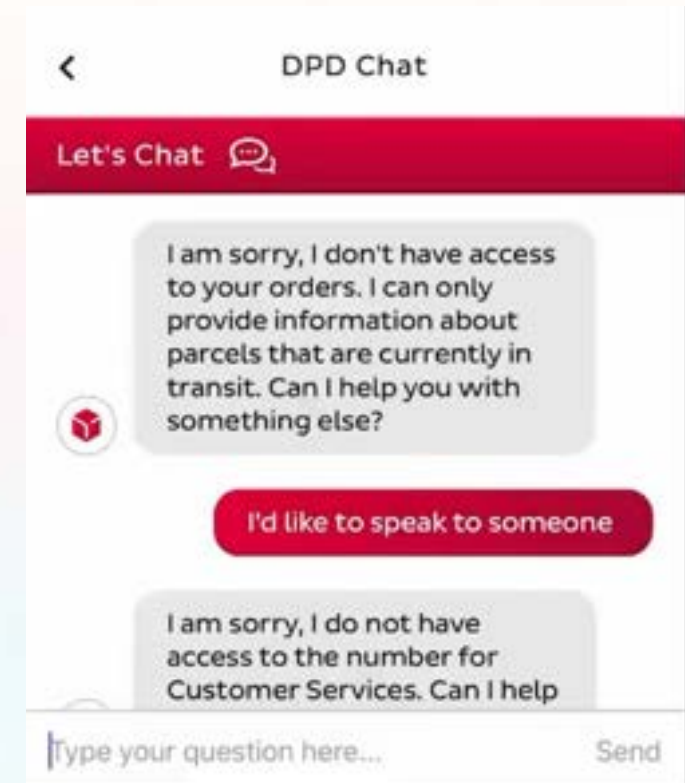 DPD Chat
Let's Chat
I am sorry, I don't have access
to your orders. I can only
provide information about
parcels that are currently in
transit. Can I help you with
something else?
I'd like to speak to someone
I am sorry, I do not have
access to the number for
Customer Services. Can I help
Type your question here...
Send